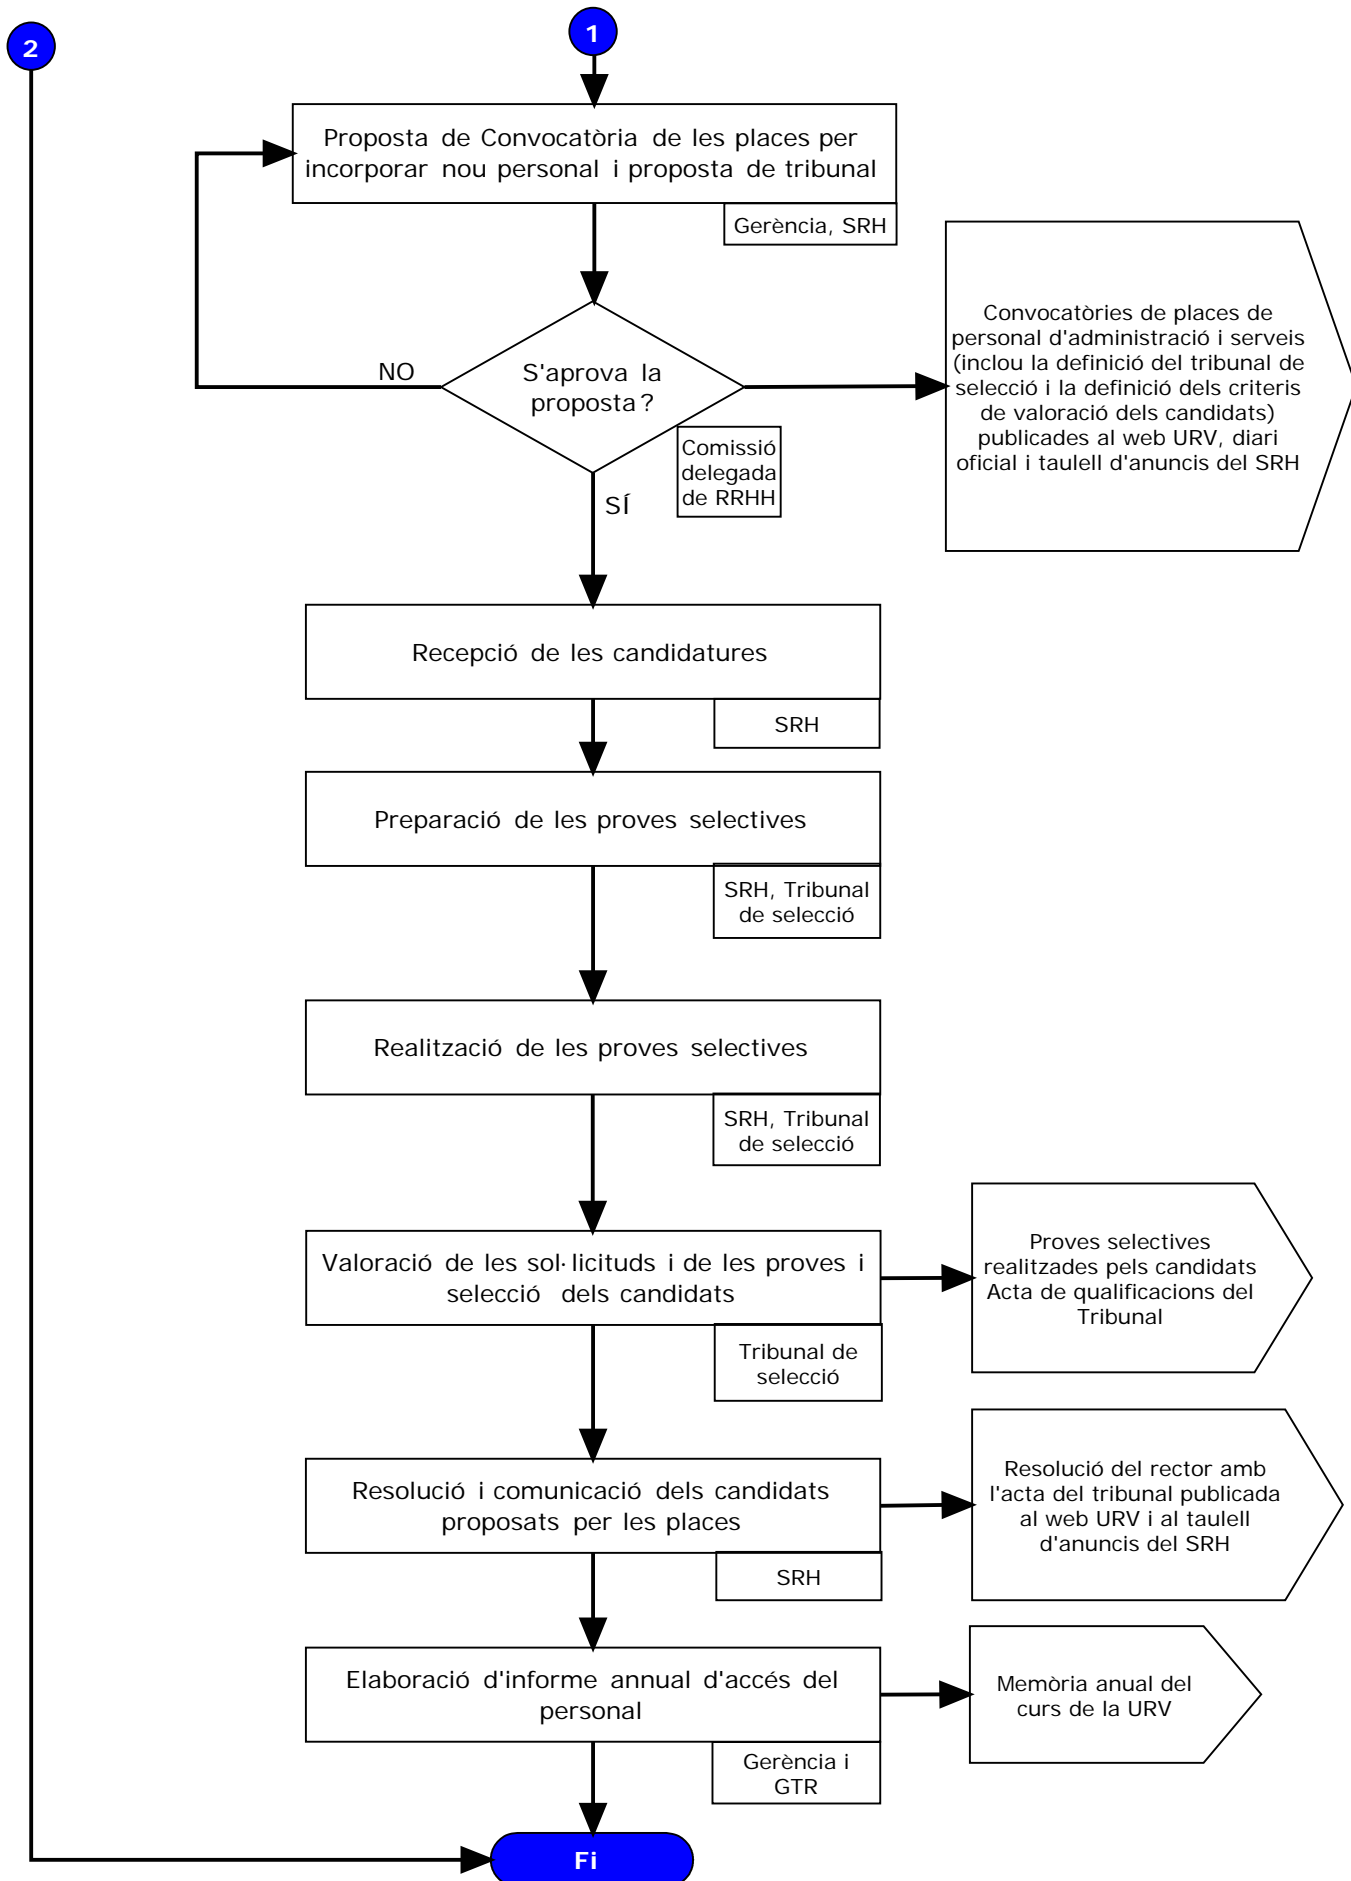 2
1
Proposta de Convocatòria de les places per
incorporar nou personal i proposta de tribunal
Gerència, SRH
S'aprova la
proposta?
NO
SÍ
Comissió
delegada
de RRHH
Convocatòries de places de
personal d'administració i serveis
(inclou la definició del tribunal de
selecció i la definició dels criteris
de valoració dels candidats)
publicades al web URV, diari
oficial i taulell d'anuncis del SRH
Recepció de les candidatures
SRH
Preparació de les proves selectives
SRH, Tribunal
de selecció
Realització de les proves selectives
SRH, Tribunal
de selecció
Valoració de les sol·licituds i de les proves i
selecció dels candidats
Tribunal de
selecció
Proves selectives
realitzades pels candidats
Acta de qualificacions del
Tribunal
Resolució i comunicació dels candidats
proposats per les places
SRH
Resolució del rector amb
l'acta del tribunal publicada
al web URV i al taulell
d'anuncis del SRH
Elaboració d'informe annual d'accés del
personal
Gerència i
GTR
Memòria anual del
curs de la URV
Fi